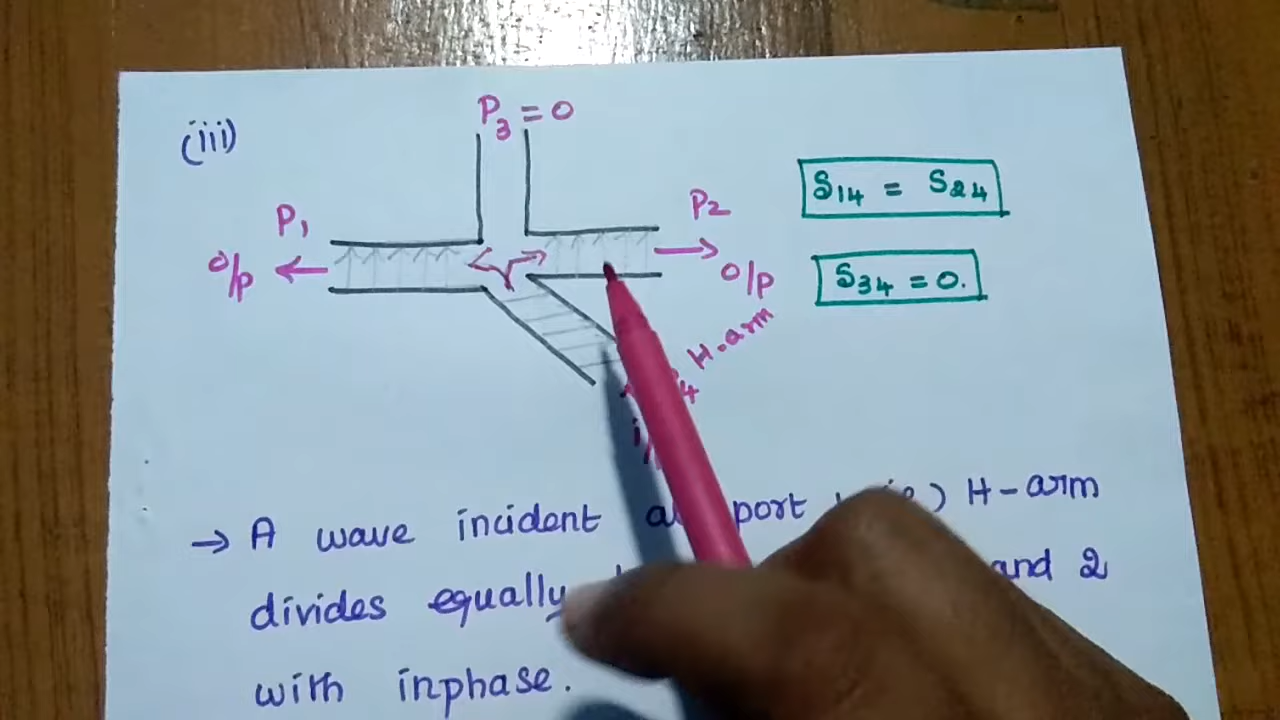 (iii)
P3 = 0
S14 = S24
P1
P2
o/p
o/p
S34 = 0.
H-arm
4
→ A wave incident port H-arm
divides equally and 2
with inphase.